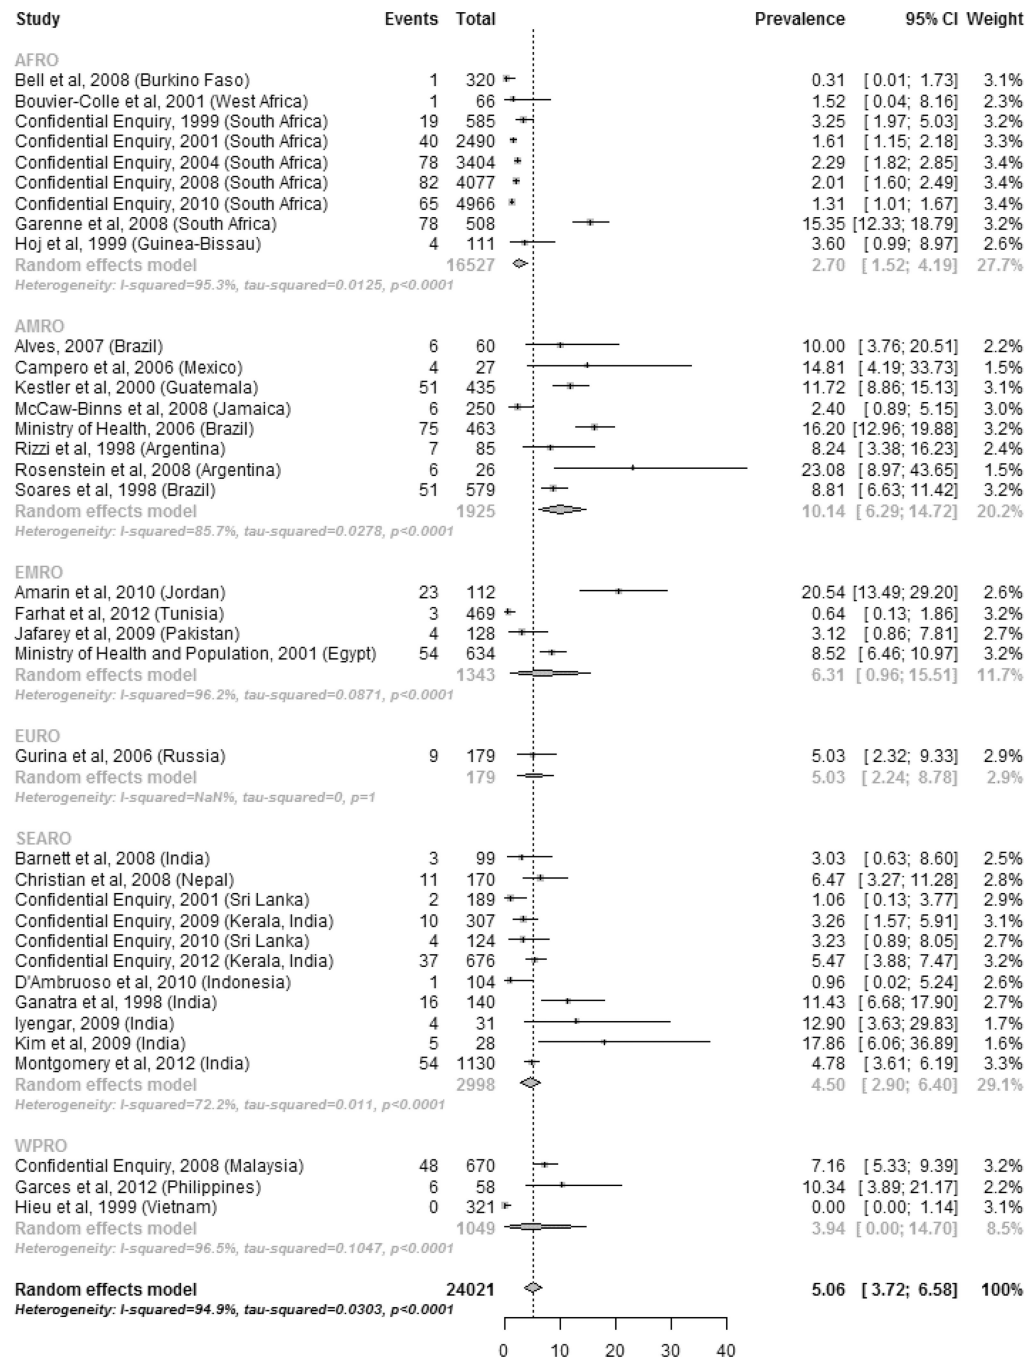 Study Events Total Prevalence 95% CI Weight
AFRO
Bell et al, 2008 (Burkino Faso) 1 320 0.31 [ 0.01; 1.73] 3.1%
Bouvier-Colle et al, 2001 (West Africa) 1 66 1.52 [ 0.04; 8.16] 2.3%
Confidential Enquiry, 1999 (South Africa) 19 585 3.25 [ 1.97; 5.03] 3.2%
Confidential Enquiry, 2001 (South Africa) 40 2490 1.61 [ 1.15; 2.18] 3.3%
Confidential Enquiry, 2004 (South Africa) 78 3404 2.29 [ 1.82; 2.85] 3.4%
Confidential Enquiry, 2008 (South Africa) 82 4077 2.01 [ 1.60; 2.49] 3.4%
Confidential Enquiry, 2010 (South Africa) 65 4966 1.31 [ 1.01; 1.67] 3.4%
Garenne et al, 2008 (South Africa) 78 508 15.35 [12.33; 18.79] 3.2%
Hoj et al, 1999 (Guinea-Bissau) 4 111 3.60 [ 0.99; 8.97] 2.6%
Random effects model 16527 2.70 [ 1.52; 4.19] 27.7%
Heterogeneity: I-squared=95.3%, tau-squared=0.0125, p<0.0001
AMRO
Alves, 2007 (Brazil) 6 60 10.00 [ 3.76; 20.51] 2.2%
Campero et al, 2006 (Mexico) 4 27 14.81 [ 4.19; 33.73] 1.5%
Kestler et al, 2000 (Guatemala) 51 435 11.72 [ 8.86; 15.13] 3.1%
McCaw-Binns et al, 2008 (Jamaica) 6 250 2.40 [ 0.89; 5.15] 3.0%
Ministry of Health, 2006 (Brazil) 75 463 16.20 [12.96; 19.88] 3.2%
Rizzi et al, 1998 (Argentina) 7 85 8.24 [ 3.38; 16.23] 2.4%
Rosenstein et al, 2008 (Argentina) 6 26 23.08 [ 8.97; 43.65] 1.5%
Soares et al, 1998 (Brazil) 51 579 8.81 [ 6.63; 11.42] 3.2%
Random effects model 1925 10.14 [ 6.29; 14.72] 20.2%
Heterogeneity: I-squared=85.7%, tau-squared=0.0278, p<0.0001
EMRO
Amarin et al, 2010 (Jordan) 23 112 20.54 [13.49; 29.20] 2.6%
Farhat et al, 2012 (Tunisia) 3 469 0.64 [ 0.13; 1.86] 3.2%
Jafarey et al, 2009 (Pakistan) 4 128 3.12 [ 0.86; 7.81] 2.7%
Ministry of Health and Population, 2001 (Egypt) 54 634 8.52 [ 6.46; 10.97] 3.2%
Random effects model 1343 6.31 [ 0.96; 15.51] 11.7%
Heterogeneity: I-squared=96.2%, tau-squared=0.0871, p<0.0001
EURO
Gurina et al, 2006 (Russia) 9 179 5.03 [ 2.32; 9.33] 2.9%
Random effects model 179 5.03 [ 2.24; 8.78] 2.9%
Heterogeneity: I-squared=NaN%, tau-squared=0, p=1
SEARO
Barnett et al, 2008 (India) 3 99 3.03 [ 0.63; 8.60] 2.5%
Christian et al, 2008 (Nepal) 11 170 6.47 [ 3.27; 11.28] 2.8%
Confidential Enquiry, 2001 (Sri Lanka) 2 189 1.06 [ 0.13; 3.77] 2.9%
Confidential Enquiry, 2009 (Kerala, India) 10 307 3.26 [ 1.57; 5.91] 3.1%
Confidential Enquiry, 2010 (Sri Lanka) 4 124 3.23 [ 0.89; 8.05] 2.7%
Confidential Enquiry, 2012 (Kerala, India) 37 676 5.47 [ 3.88; 7.47] 3.2%
D'Ambruoso et al, 2010 (Indonesia) 1 104 0.96 [ 0.02; 5.24] 2.6%
Ganatra et al, 1998 (India) 16 140 11.43 [ 6.68; 17.90] 2.7%
Iyengar, 2009 (India) 4 31 12.90 [ 3.63; 29.83] 1.7%
Kim et al, 2009 (India) 5 28 17.86 [ 6.06; 36.89] 1.6%
Montgomery et al, 2012 (India) 54 1130 4.78 [ 3.61; 6.19] 3.3%
Random effects model 2998 4.50 [ 2.90; 6.40] 29.1%
Heterogeneity: I-squared=72.2%, tau-squared=0.011, p<0.0001
WPRO
Confidential Enquiry, 2008 (Malaysia) 48 670 7.16 [ 5.33; 9.39] 3.2%
Garces et al, 2012 (Philippines) 6 58 10.34 [ 3.89; 21.17] 2.2%
Hieu et al, 1999 (Vietnam) 0 321 0.00 [ 0.00; 1.14] 3.1%
Random effects model 1049 3.94 [ 0.00; 14.70] 8.5%
Heterogeneity: I-squared=96.5%, tau-squared=0.1047, p<0.0001
Random effects model 24021 5.06 [ 3.72; 6.58] 100%
Heterogeneity: I-squared=94.9%, tau-squared=0.0303, p<0.0001
0 10 20 30 40